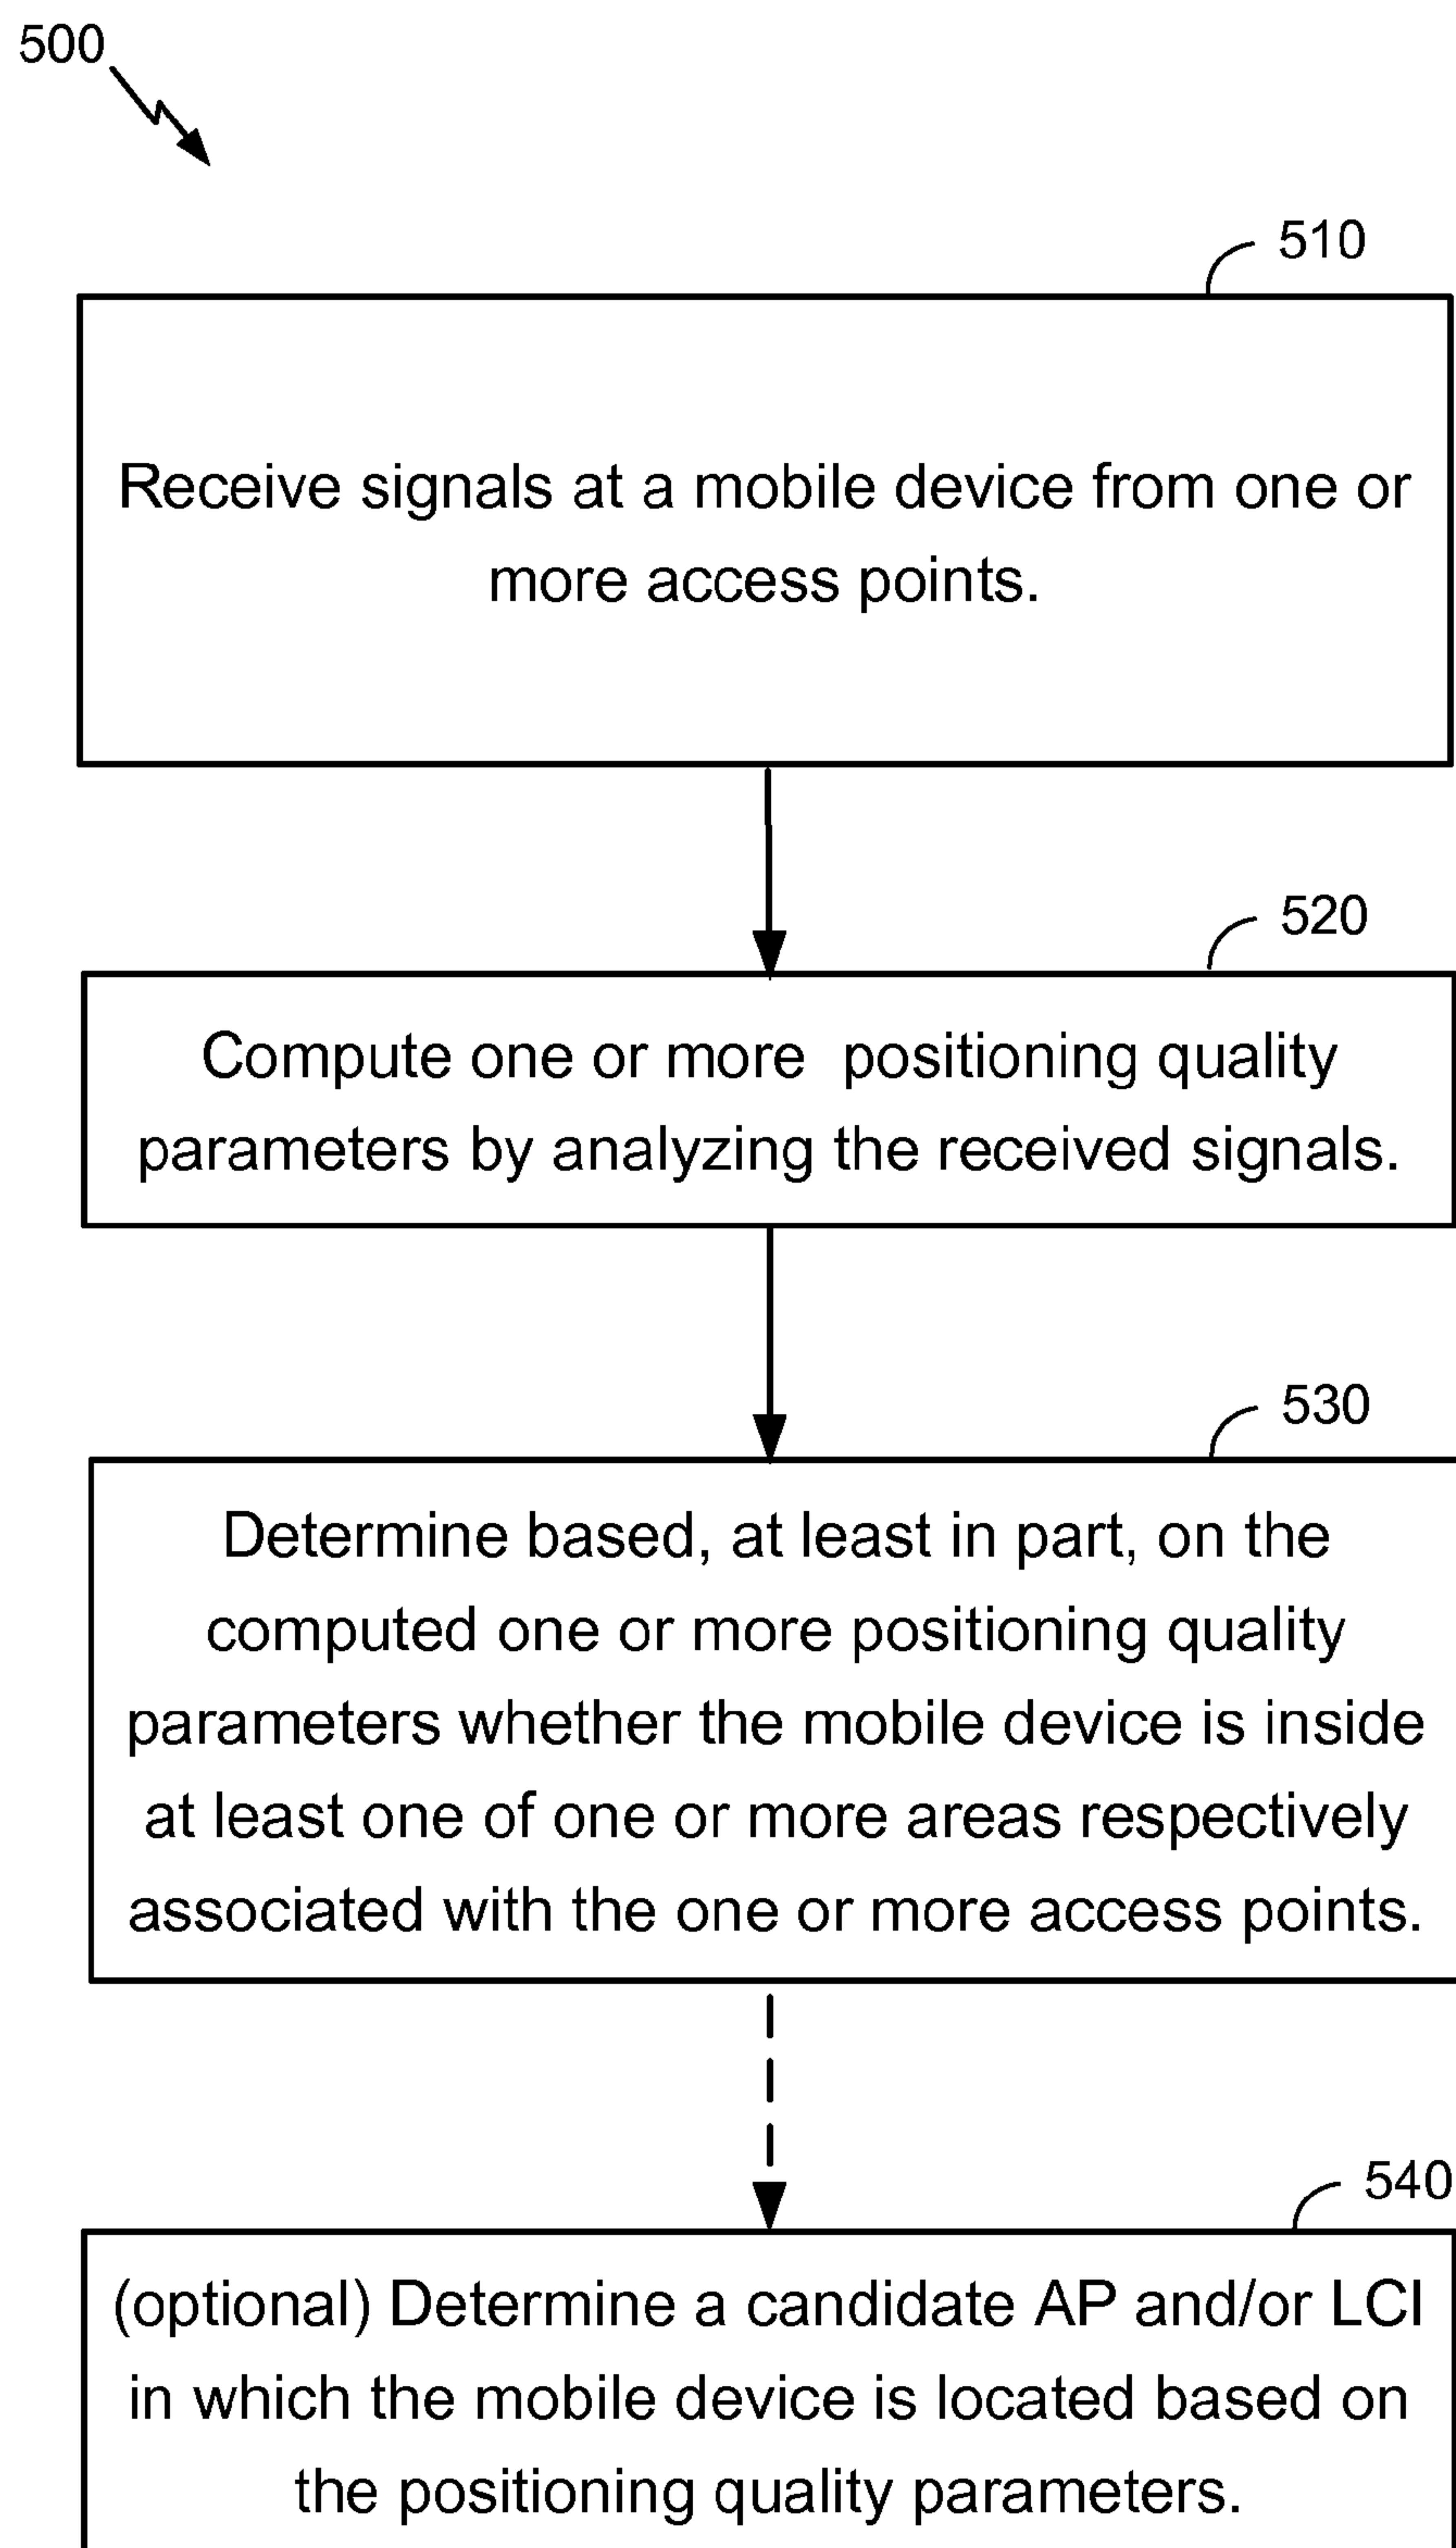 500
510
Receive signals at a mobile device from one or
more access points.
520
Compute one or more positioning quality
parameters by analyzing the received signals.
530
Determine based, at least in part, on the
computed one or more positioning quality
parameters whether the mobile device is inside
at least one of one or more areas respectively
associated with the one or more access points.
540
(optional) Determine a candidate AP and/or LCI
in which the mobile device is located based on
the positioning quality parameters.